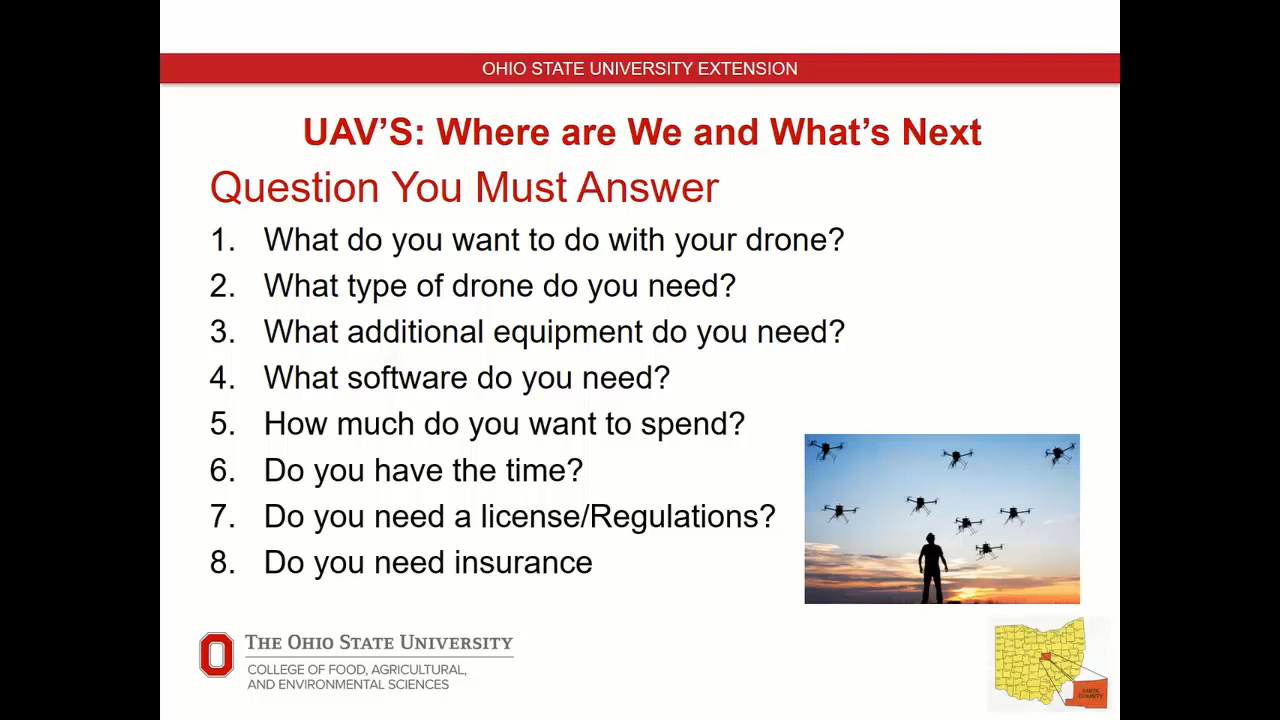 OHIO STATE UNIVERSITY EXTENSION
UAV'S: Where are We and What's Next
Question You Must Answer
1. What do you want to do with your drone?
2. What type of drone do you need?
3. What additional equipment do you need?
4. What software do you need?
5. How much do you want to spend?
6. Do you have the time?
7. Do you need a license/Regulations?
8. Do you need insurance
THE OHIO STATE UNIVERSITY
COLLEGE OF FOOD, AGRICULTURAL,
AND ENVIRONMENTAL SCIENCES
KNOX
COUNTY